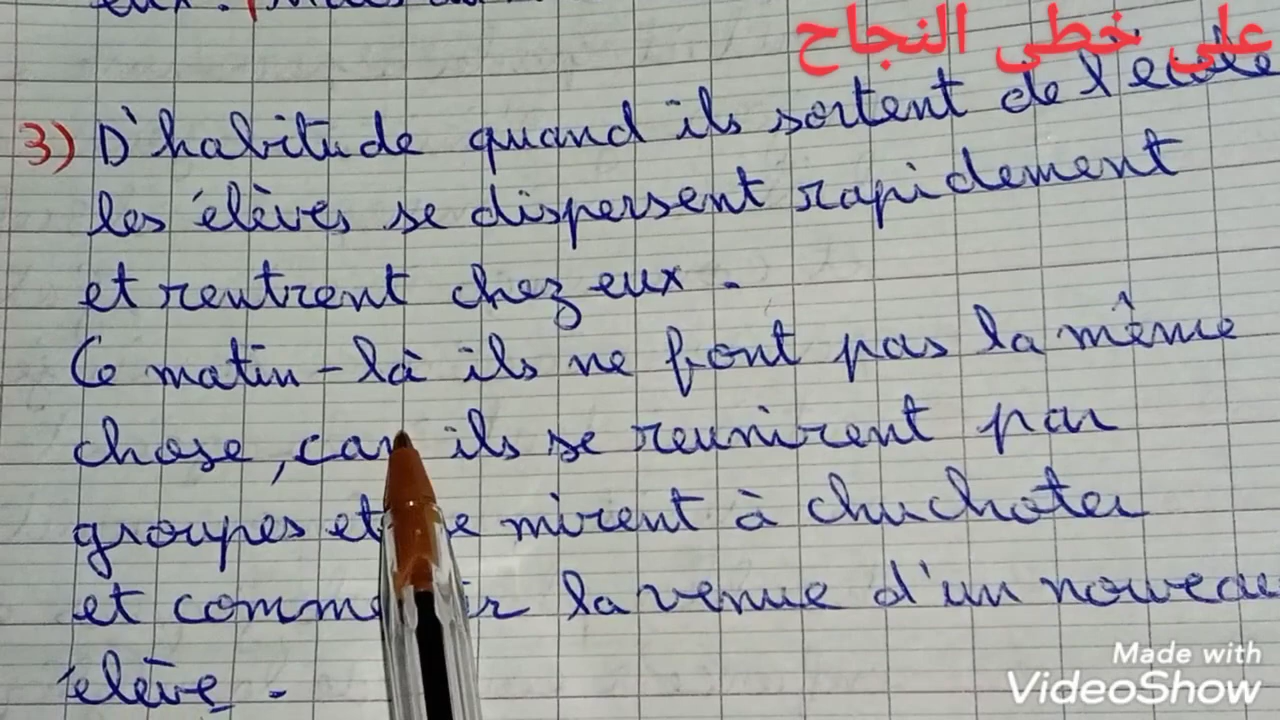 على خطى النجاح
3) D'habitude quand ils sortent de l'école
les élèves se dispersent rapidement
et rentrent chez eux.
Ce matin-là ils ne font pas la même
chose, car ils se reunirent par
groupes et se mirent à chuchoter
et la venue d'un nouveau
élève.
Made with
VideoShow